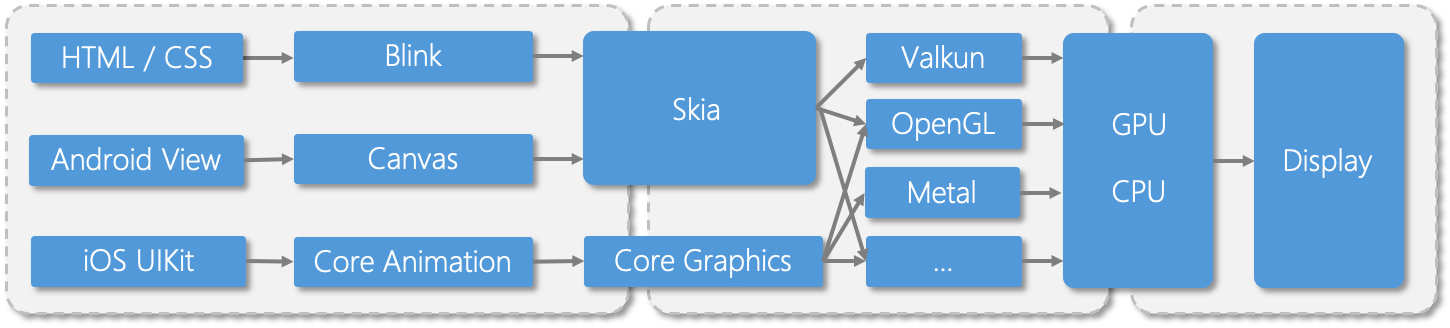 HTML / CSS
Blink
Skia
Valkun
Android View
Canvas
OpenGL
Metal
iOS UIKit
Core Animation
Core Graphics
...
GPU
CPU
Display